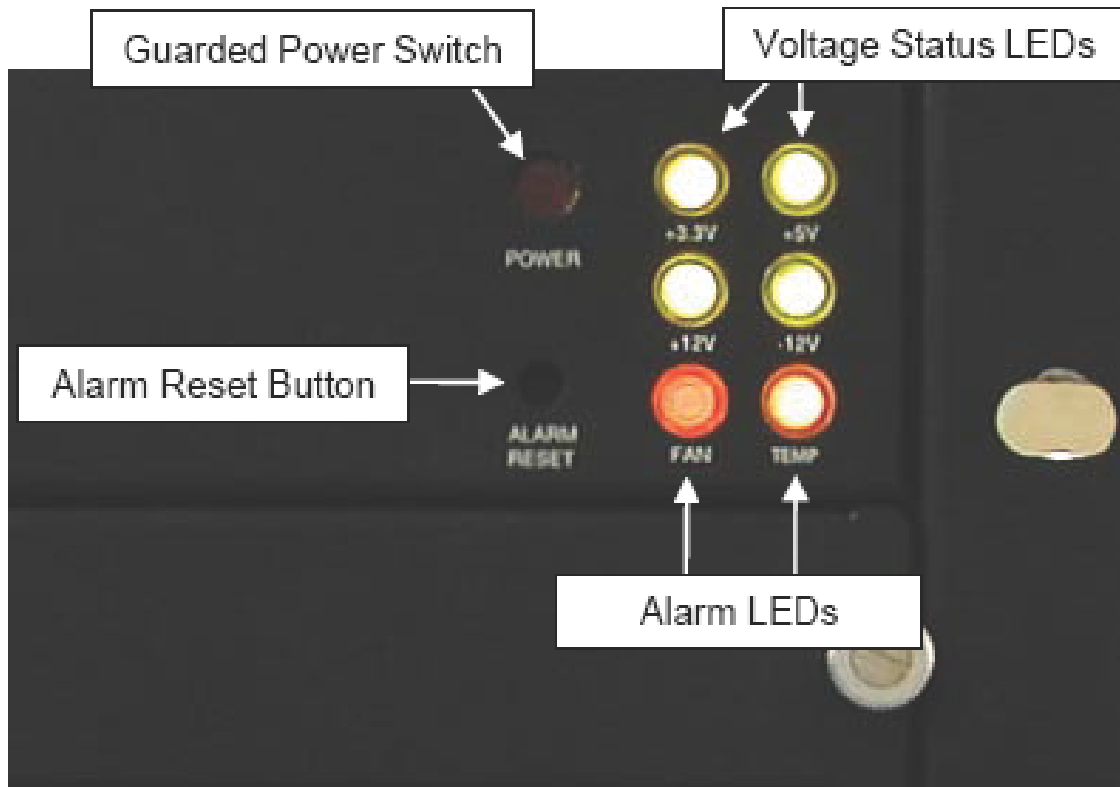 Guarded Power Switch
Voltage Status LEDs
+3.3V
+5V
POWER
+12V
-12V
Alarm Reset Button
ALARM
RESET
FAN
TEMP
Alarm LEDs